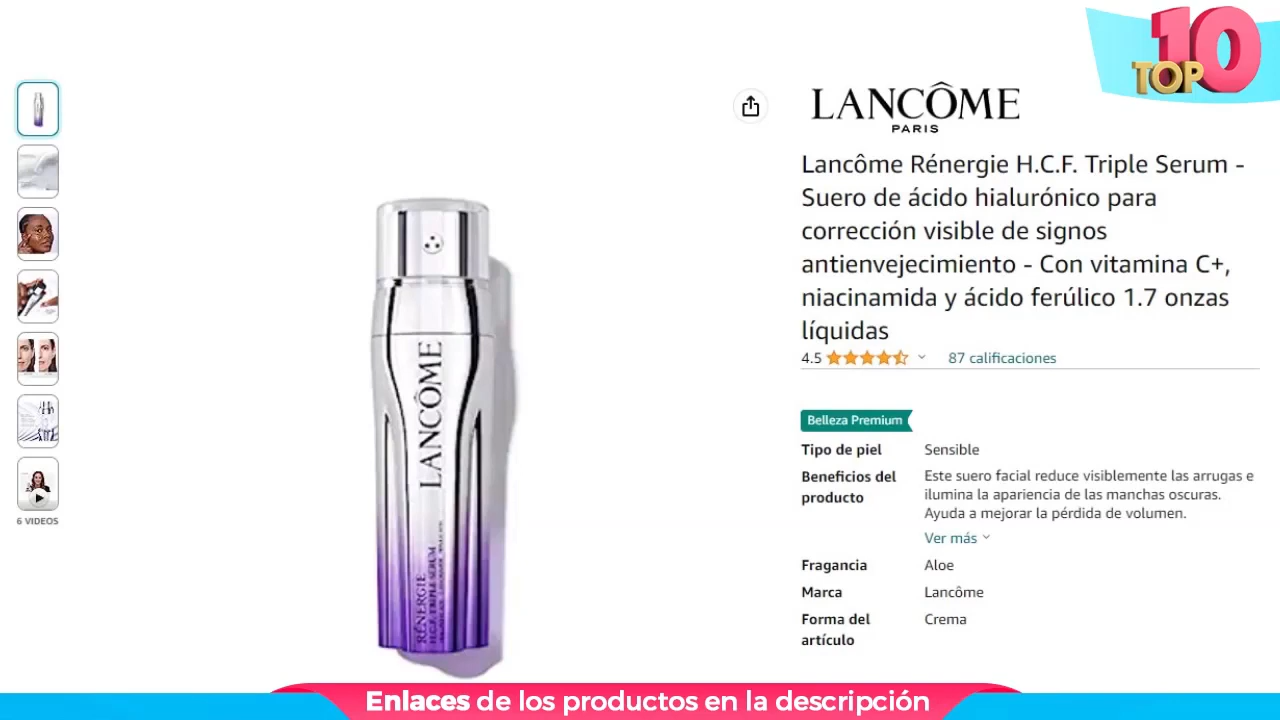 TOP 10
LANCÔME
PARIS
Lancôme Rénergie H.C.F. Triple Serum -
Suero de ácido hialurónico para
corrección visible de signos
antienvejecimiento - Con vitamina C+,
niacinamida y ácido ferúlico 1.7 onzas
líquidas
4.5
87 calificaciones
Belleza Premium
Tipo de piel Sensible
Beneficios del producto
Este suero facial reduce visiblemente las arrugas e
ilumina la apariencia de las manchas oscuras.
Ayuda a mejorar la pérdida de volumen.
Ver más
Fragancia Aloe
Marca Lancôme
Forma del artículo
Crema
LANCÔME
RÉNERGIE
H.C.F. TRIPLE SERUM
6 VIDEOS
Enlaces de los productos en la descripción